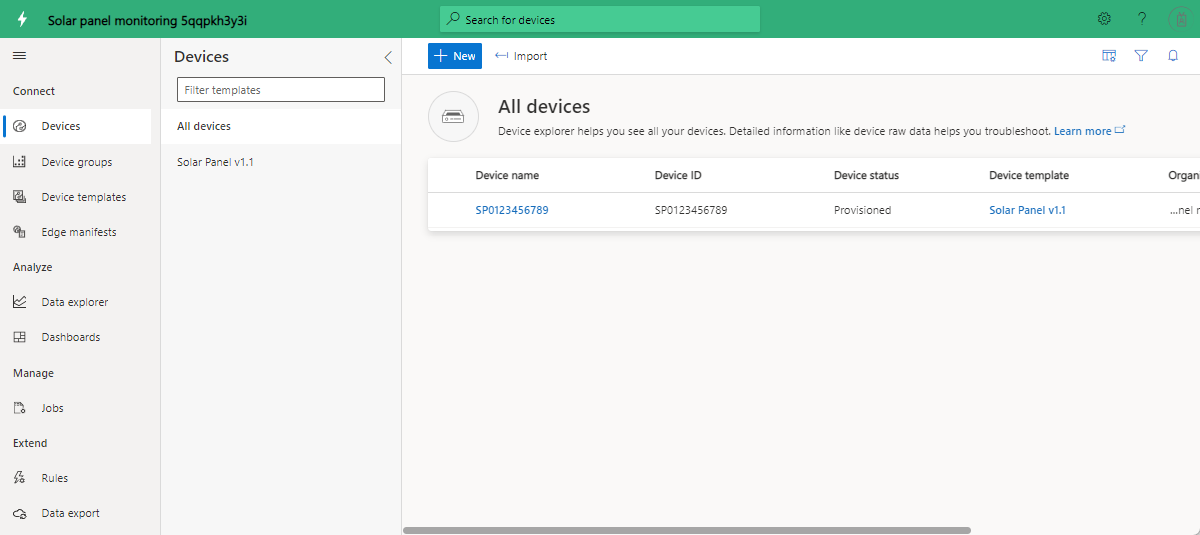 Solar panel monitoring 5qqpkh3y3i
Search for devices
?
Connect
Devices
Device groups
Device templates
Edge manifests
Analyze
Data explorer
Dashboards
Manage
Jobs
Extend
Rules
Data export
Devices
Filter templates
All devices
Solar Panel v1.1
New
Import
All devices
Device explorer helps you see all your devices. Detailed information like device raw data helps you troubleshoot. Learn more
Device name Device ID Device status Device template Organi
SP0123456789 SP0123456789 Provisioned Solar Panel v1.1 ...nel